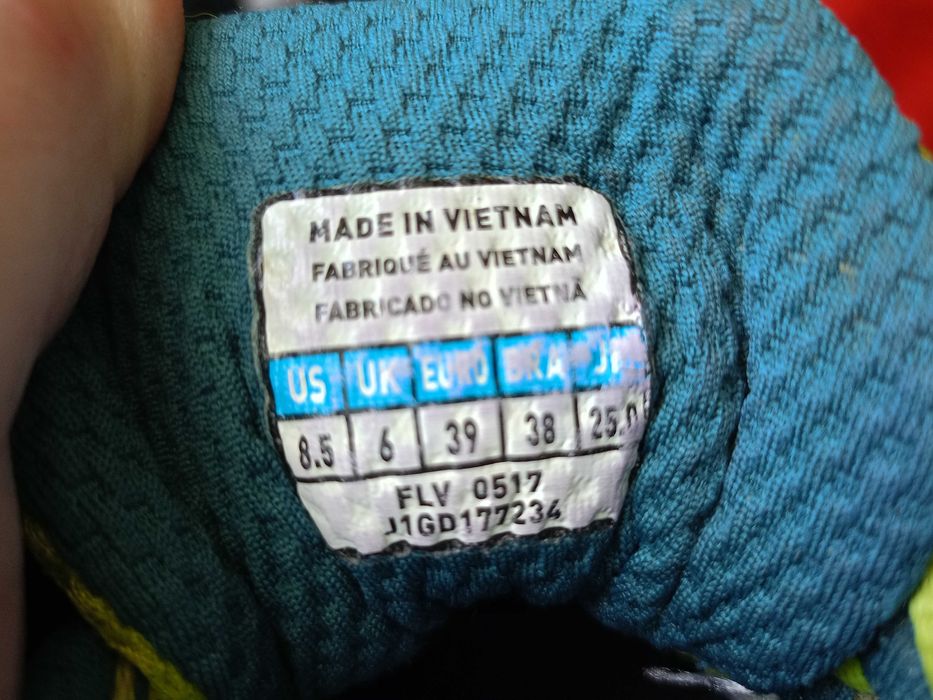 MADE IN VIETNAM
FABRIQUÉ AU VIETNAM
FABRICADO NO VIETNÃ
US UK EURO BRA
8.5 6 39 38 25.0
FLV 0517
J1GD177234